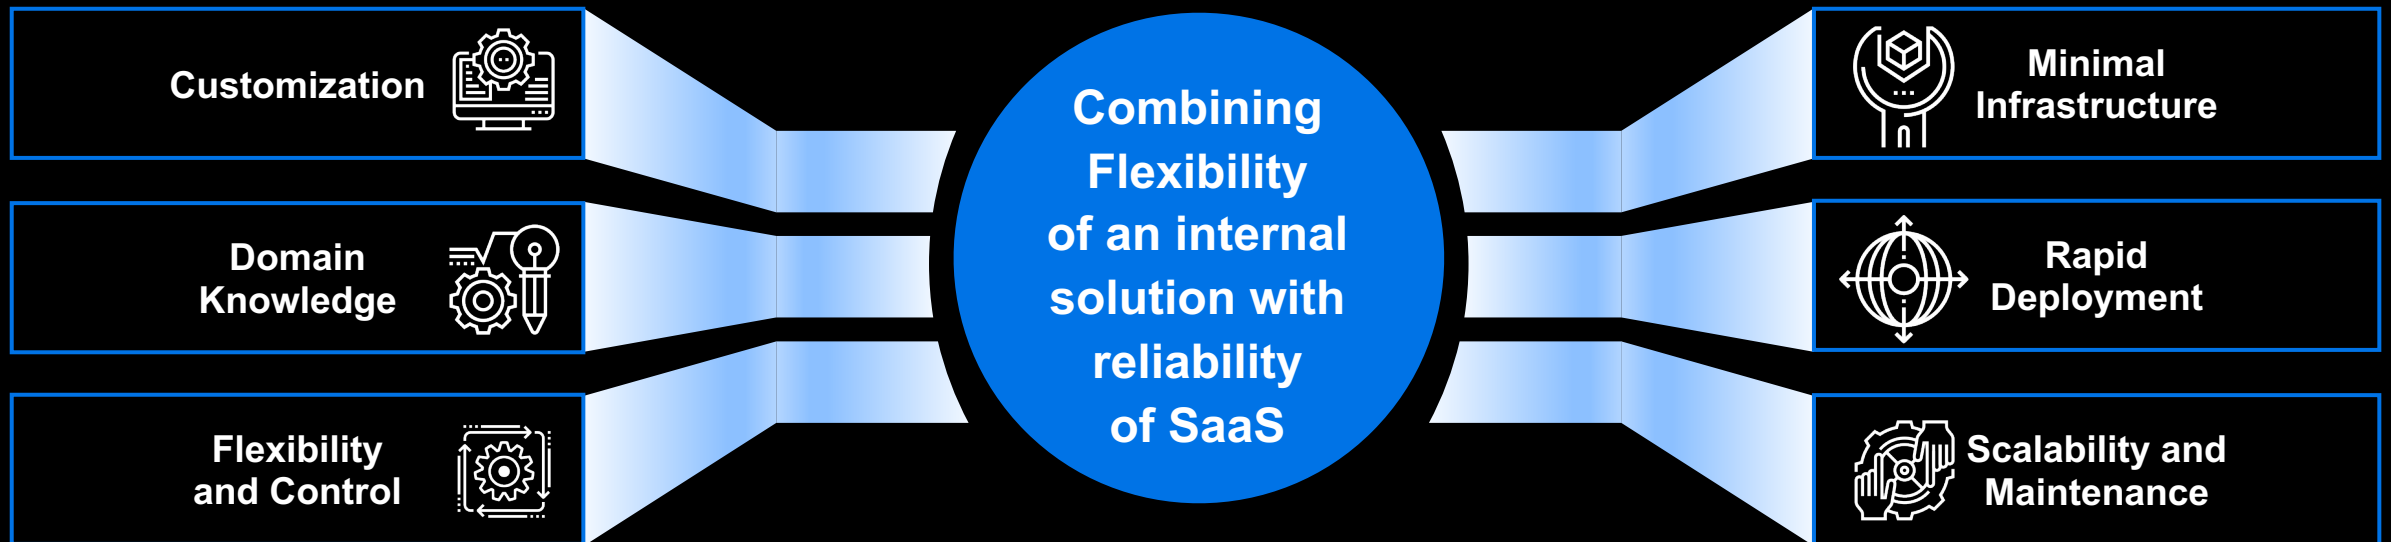 Customization
Domain
Knowledge
Flexibility
and Control
Combining
Flexibility
of an internal
solution with
reliability
of SaaS
Minimal
Infrastructure
Rapid
Deployment
Scalability and
Maintenance